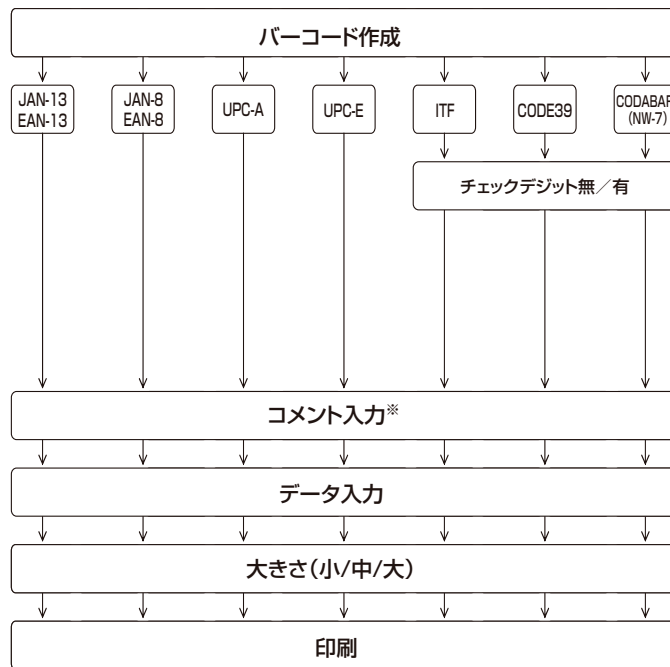 バーコード作成
JAN-13
EAN-13
JAN-8
EAN-8
UPC-A
UPC-E
ITF
CODE39
CODABAR
(NW-7)
チェックデジット無／有
コメント入力※
データ入力
大きさ(小/中/大)
印刷